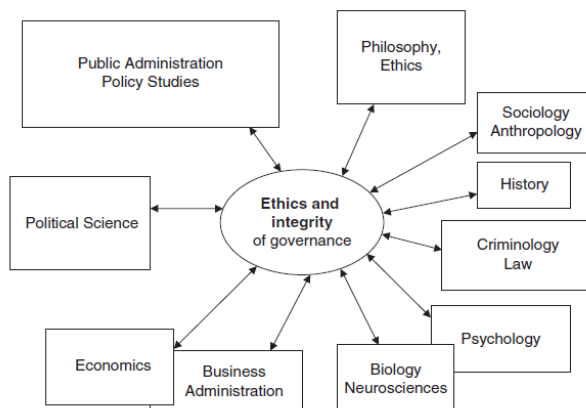 Public Administration
Policy Studies
Philosophy,
Ethics
Sociology
Anthropology
History
Political Science
Ethics and
integrity
of governance
Criminology
Law
Psychology
Economics
Business
Administration
Biology
Neurosciences